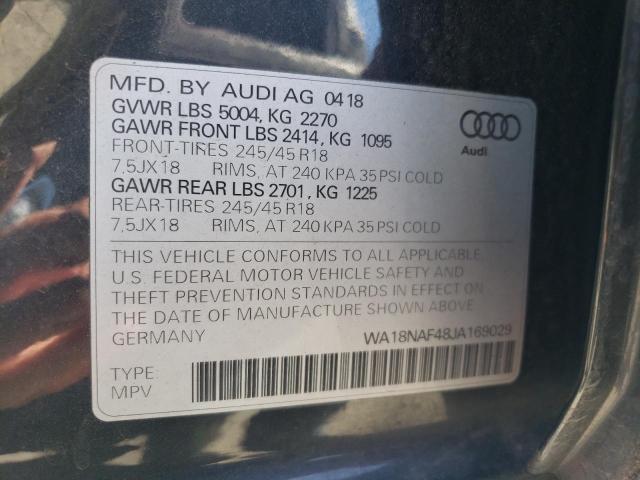 MFD. BY AUDI AG 0418
GVWR LBS 5004, KG 2270
GAWR FRONT LBS 2414, KG 1095
FRONT-TIRES 245/45 R18
7,5JX18 RIMS, AT 240 KPA 35 PSI COLD
GAWR REAR LBS 2701, KG 1225
REAR-TIRES 245/45 R18
7,5JX18 RIMS, AT 240 KPA 35 PSI COLD
Audi
THIS VEHICLE CONFORMS TO ALL APPLICABLE
U.S. FEDERAL MOTOR VEHICLE SAFETY AND
THEFT PREVENTION STANDARDS IN EFFECT ON
THE DATE OF MANUFACTURE SHOWN ABOVE
GERMANY
WA18NAF48JA169029
TYPE:
MPV